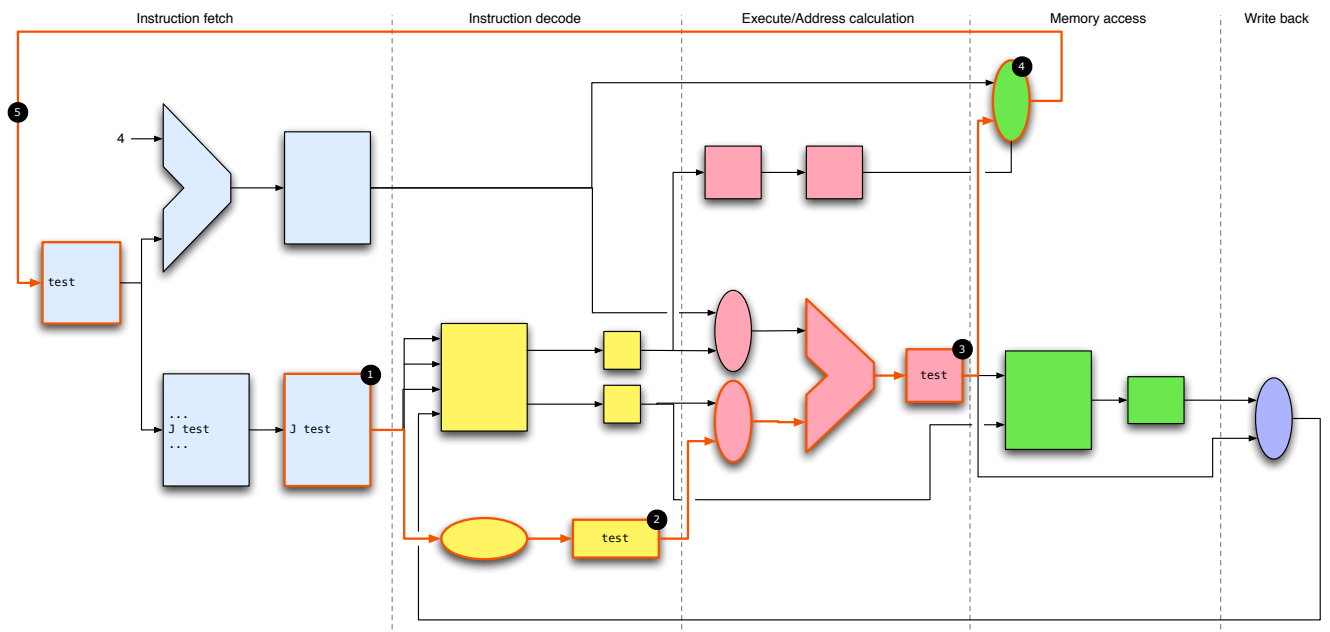 Instruction fetch
Instruction decode
Execute/Address calculation
Memory access
Write back
4
5
4
test
3
test
1
...
J test
...
J test
2
test